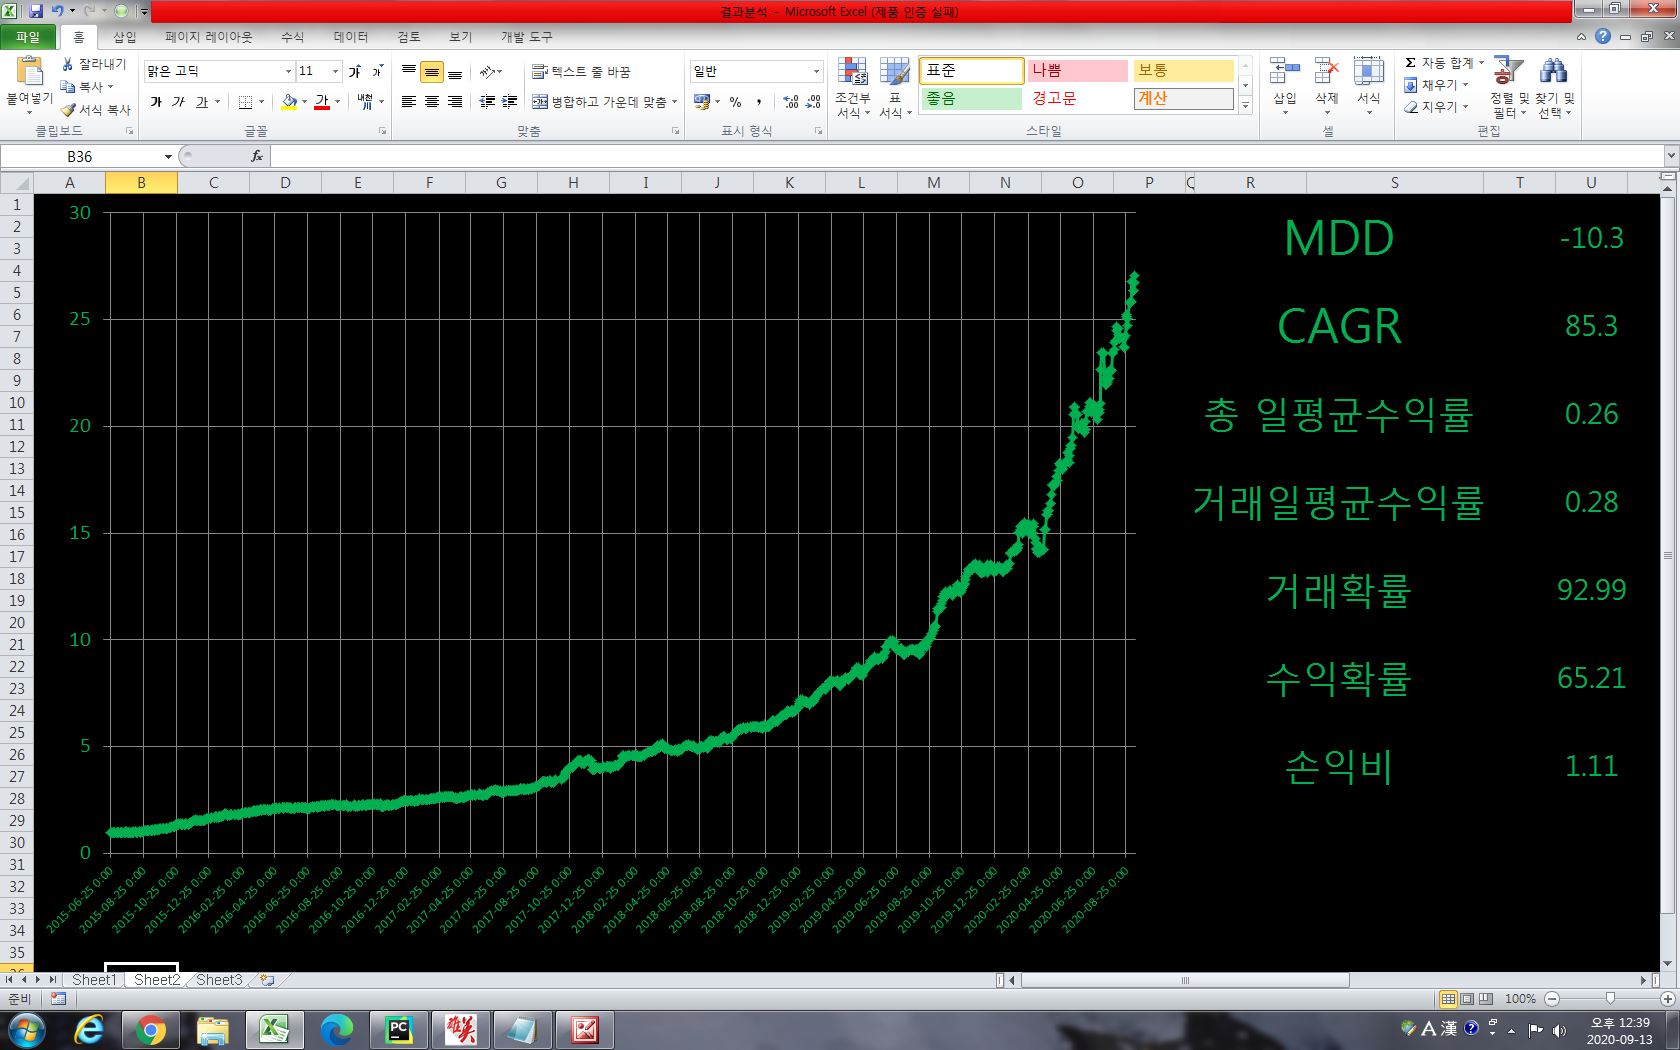 결과분석 - Microsoft Excel (제품 인증 실패)
파일 홈 삽입 페이지 레이아웃 수식 데이터 검토 보기 개발 도구
붙여넣기
잘라내기
복사
서식 복사
클립보드
맑은 고딕 11
가 가
가 가 가 가 내천
글꼴
텍스트 줄 바꿈
병합하고 가운데 맞춤
맞춤
일반
% ,
표시 형식
조건부 서식
표 서식
표준 나쁨 보통
좋음 경고문 계산
스타일
삽입 삭제 서식
셀
Σ 자동 합계
채우기
지우기
정렬 및 필터
찾기 및 선택
편집
B36 fx
A B C D E F G H I J K L M N O P Q R S T U
1
2
3
4
5
6
7
8
9
10
11
12
13
14
15
16
17
18
19
20
21
22
23
24
25
26
27
28
29
30
31
32
33
34
35
36
30
25
20
15
10
5
0
2015-06-25 0:00
2015-08-25 0:00
2015-10-25 0:00
2015-12-25 0:00
2016-02-25 0:00
2016-04-25 0:00
2016-06-25 0:00
2016-08-25 0:00
2016-10-25 0:00
2016-12-25 0:00
2017-02-25 0:00
2017-04-25 0:00
2017-06-25 0:00
2017-08-25 0:00
2017-10-25 0:00
2017-12-25 0:00
2018-02-25 0:00
2018-04-25 0:00
2018-06-25 0:00
2018-08-25 0:00
2018-10-25 0:00
2018-12-25 0:00
2019-02-25 0:00
2019-04-25 0:00
2019-06-25 0:00
2019-08-25 0:00
2019-10-25 0:00
2019-12-25 0:00
2020-02-25 0:00
2020-04-25 0:00
2020-06-25 0:00
2020-08-25 0:00
MDD -10.3
CAGR 85.3
총 일평균수익률 0.26
거래일평균수익률 0.28
거래확률 92.99
수익확률 65.21
손익비 1.11
Sheet1 Sheet2 Sheet3
준비 100%
PC
A 漢
오후 12:39
2020-09-13